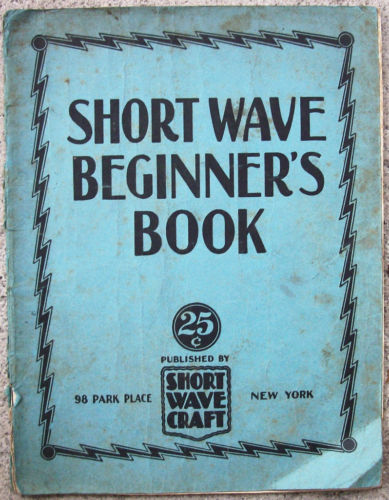 SHORT WAVE
BEGINNER'S
BOOK
25
¢
PUBLISHED BY
98 PARK PLACE
SHORT
WAVE
CRAFT
NEW YORK